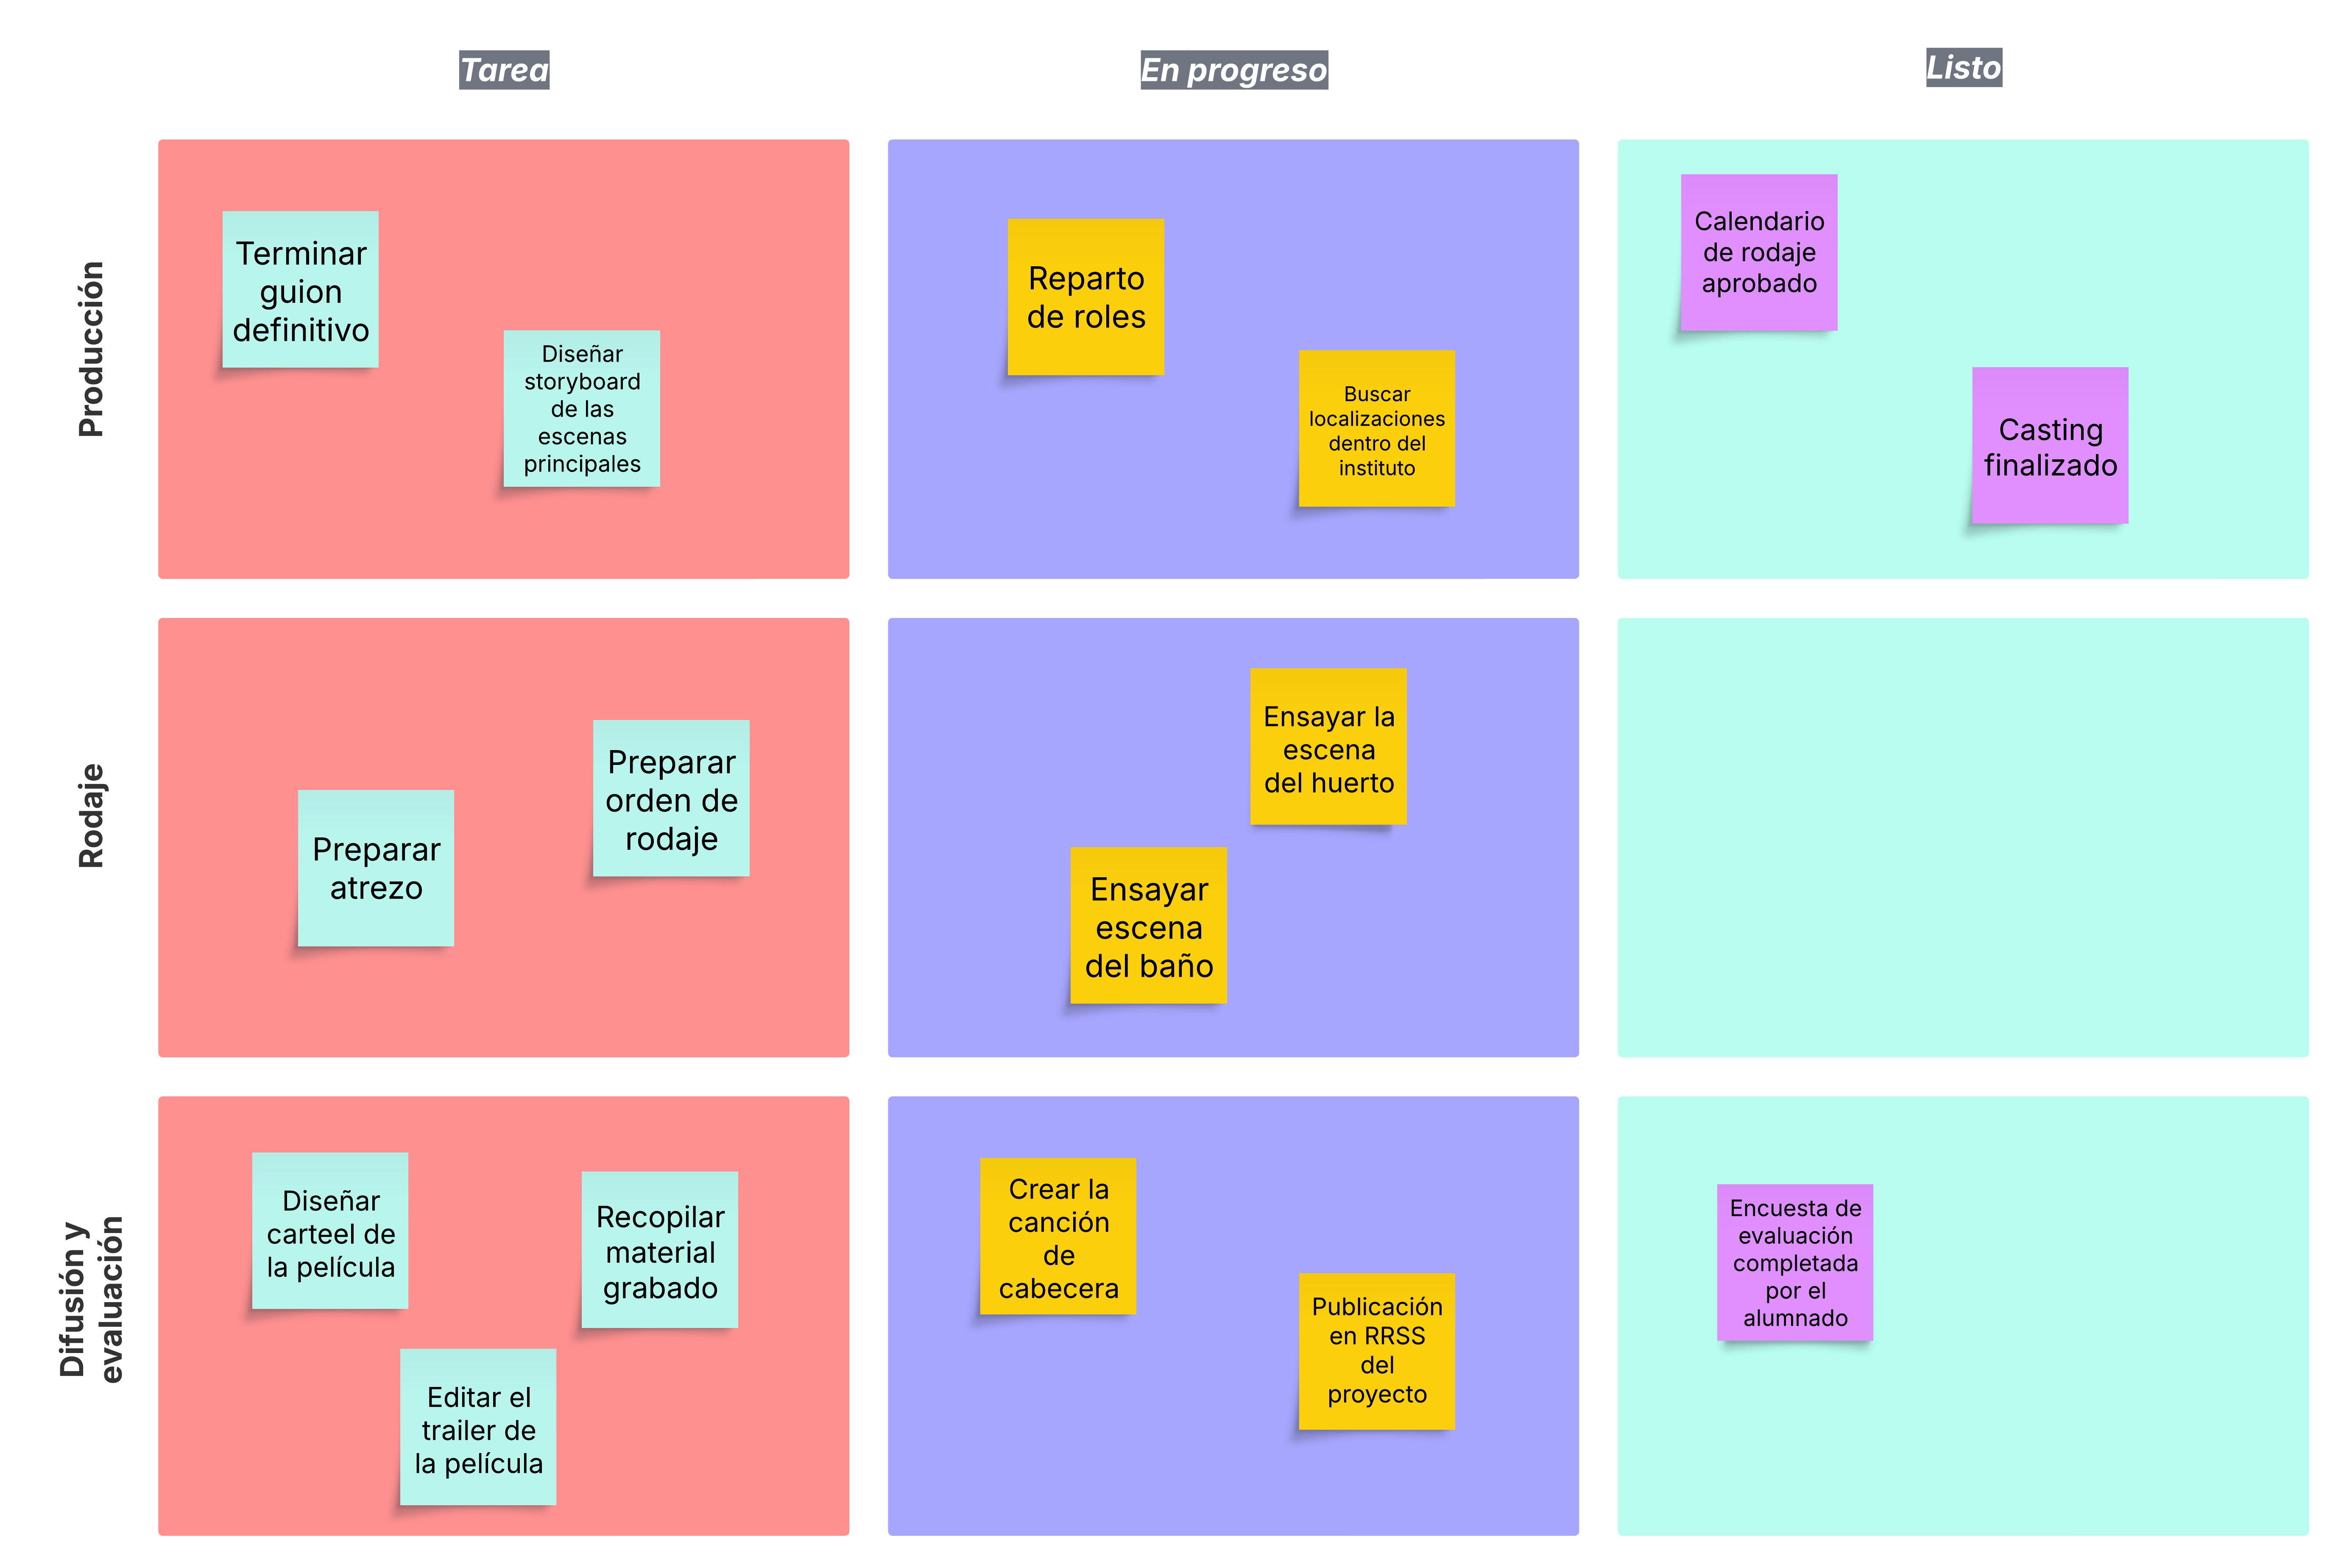 Tarea
En progreso
Listo
Producción
Terminar
guion
definitivo
Diseñar
storyboard
de las
escenas
principales
Reparto
de roles
Buscar
localizaciones
dentro del
instituto
Calendario
de rodaje
aprobado
Casting
finalizado
Rodaje
Preparar
atrezo
Preparar
orden de
rodaje
Ensayar la
escena
del huerto
Ensayar
escena
del baño
Difusión y
evaluación
Diseñar
carteel de
la película
Recopilar
material
grabado
Editar el
trailer de
la película
Crear la
canción
de
cabecera
Publicación
en RRSS
del
proyecto
Encuesta de
evaluación
completada
por el
alumnado